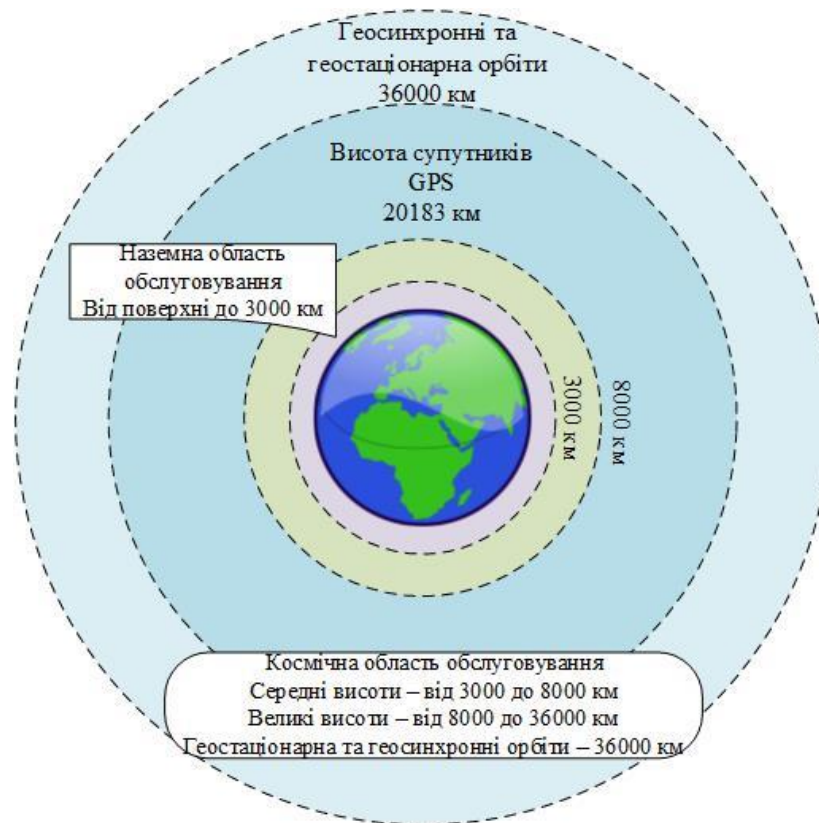 Геосинхронні та
геостаціонарна орбіти
36000 км
Висота супутників
GPS
20183 км
Наземна область
обслуговування
Від поверхні до 3000 км
3000 км
8000 км
Космічна область обслуговування
Середні висоти – від 3000 до 8000 км
Великі висоти – від 8000 до 36000 км
Геостаціонарна та геосинхронні орбіти – 36000 км